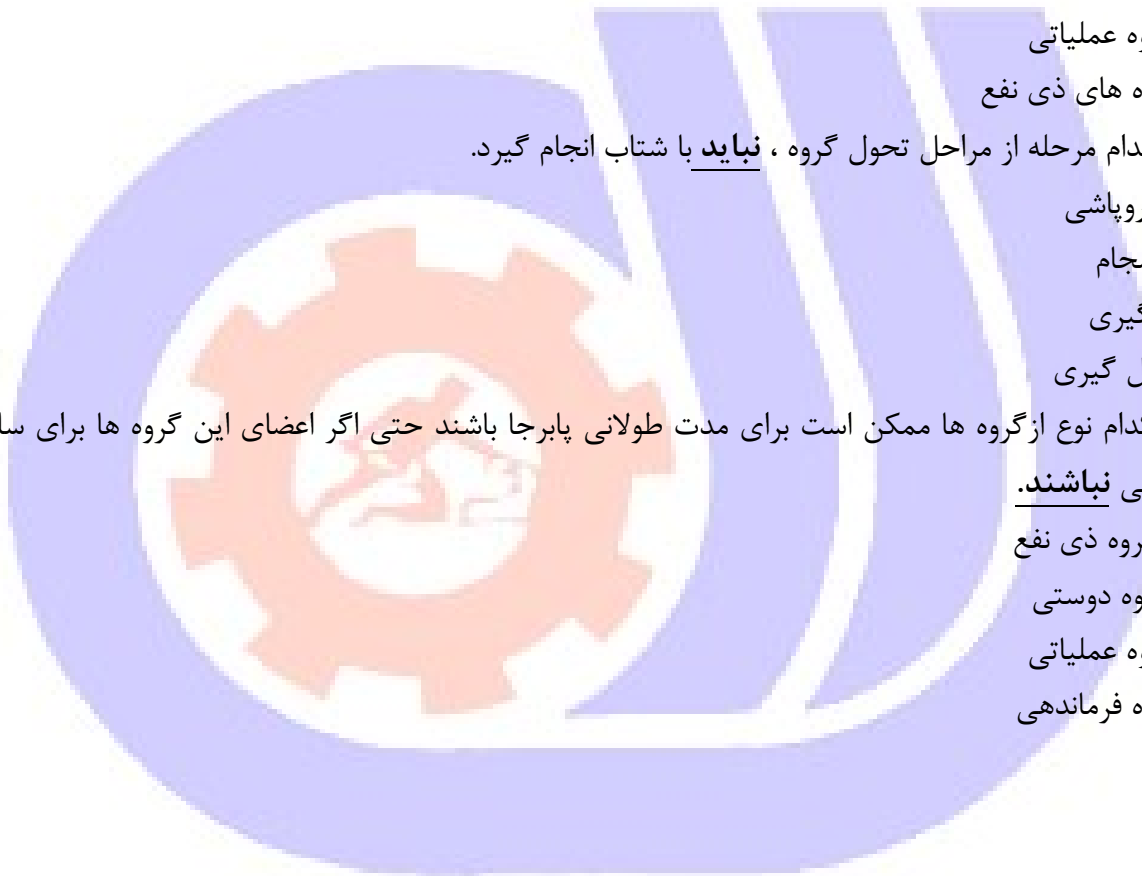 وه عملیاتی
ه های ذی نفع
دام مرحله از مراحل تحول گروه ، نباید با شتاب انجام گیرد.
روپاشی
جام
گیری
ل گیری
دام نوع ازگروه ها ممکن است برای مدت طولانی پابرجا باشند حتی اگر اعضای این گروه ها برای سا
ی نباشند.
روه ذی نفع
وه دوستی
وه عملیاتی
ه فرماندهی